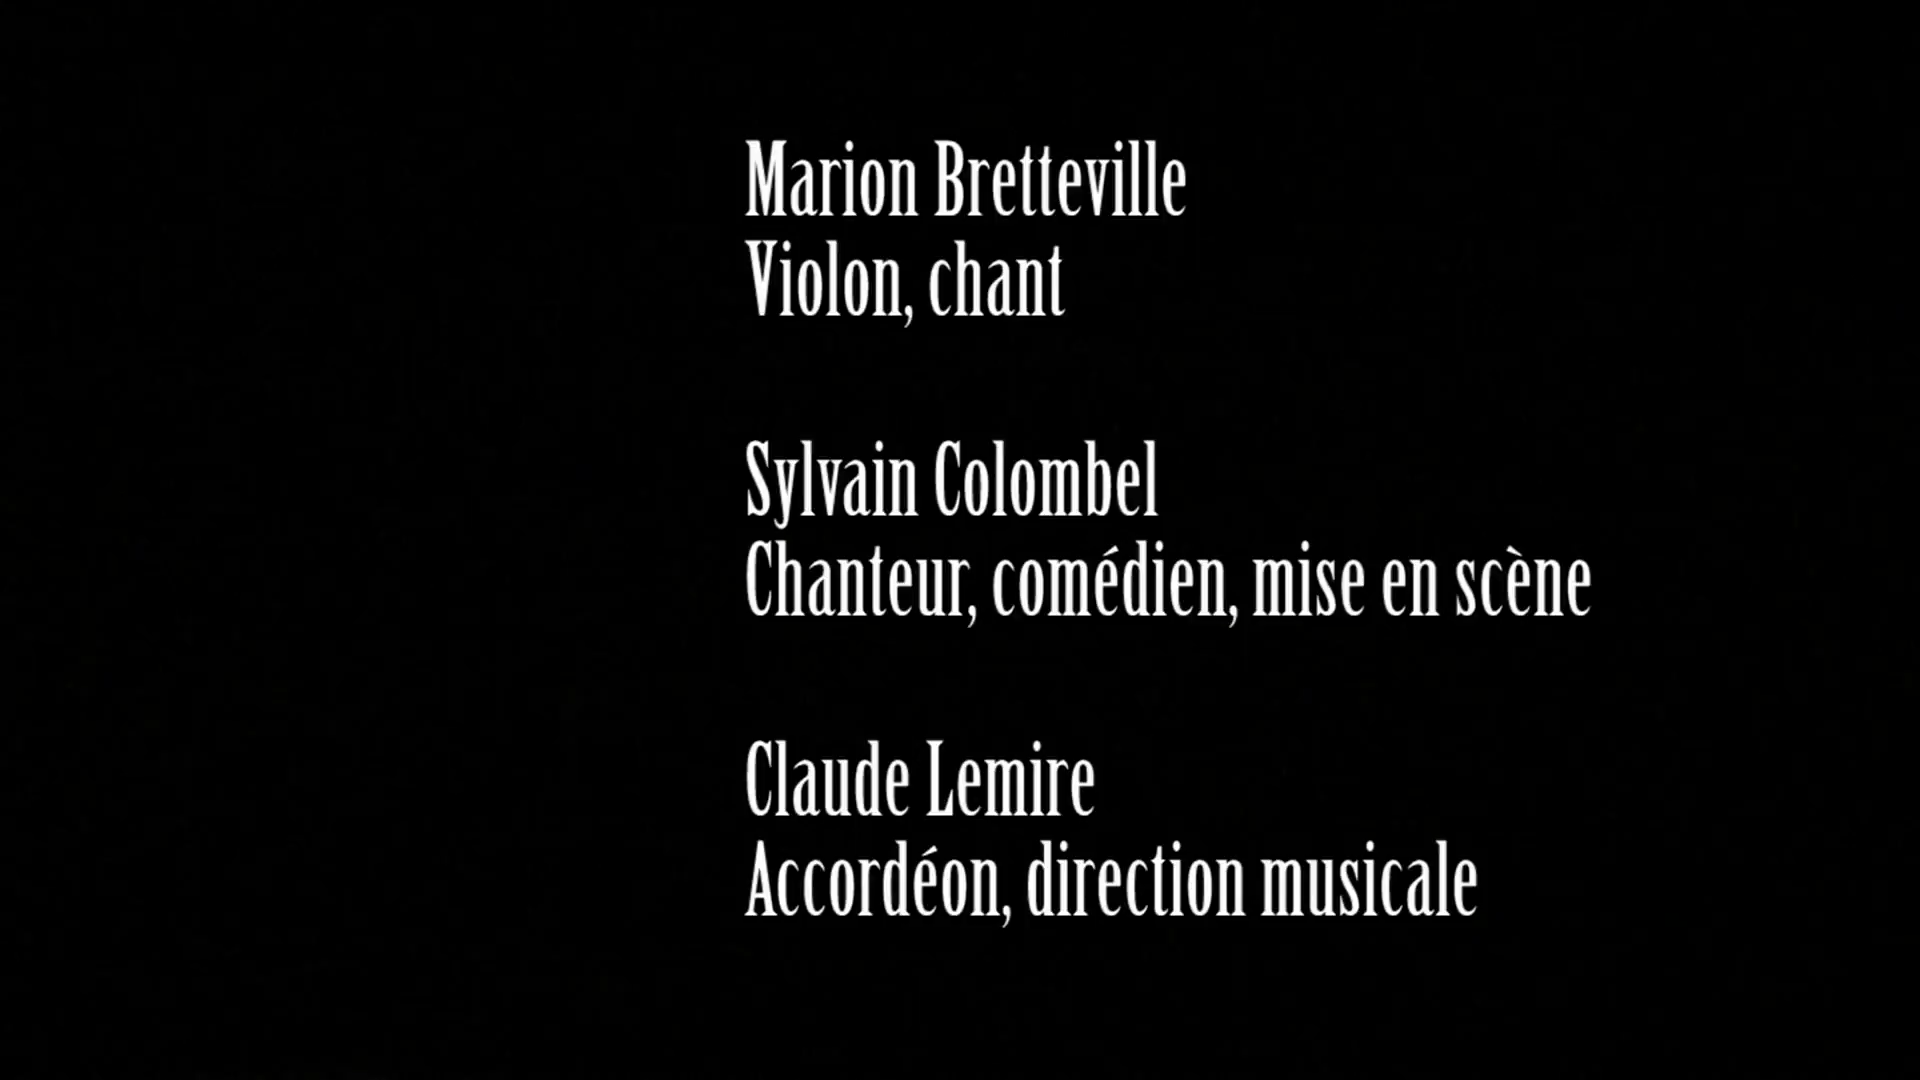 Marion Bretteville
Violon, chant
Sylvain Colombel
Chanteur, comédien, mise en scène
Claude Lemire
Accordéon, direction musicale